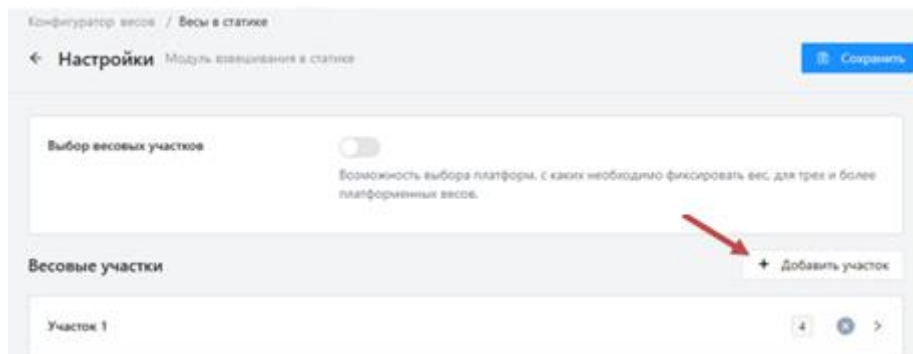 Конфигуратор весов / Весы в статике
← Настройки Модуль взвешивания в статике
Сохранить
Выбор весовых участков
Возможность выбора платформ, с каких необходимо фиксировать вес, для трех и более
платформенных весов.
Весовые участки
+ Добавить участок
Участок 1
4